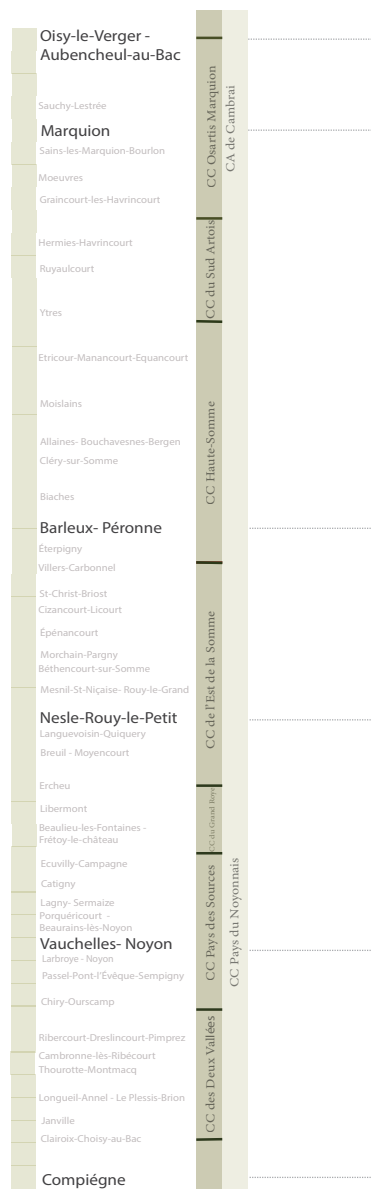 Oisy-le-Verger -
Aubencheul-au-Bac
Sauchy-Lestrée
Marquion
Sains-les-Marquion-Bourlon
Moeuvres
Graincourt-les-Havrincourt
Hermies-Havrincourt
Ruyaulcourt
Ytres
Etricour-Manancourt-Equancourt
Moislains
Allaines- Bouchavesnes-Bergen
Cléry-sur-Somme
Biaches
Barleux- Péronne
Éterpigny
Villers-Carbonnel
St-Christ-Briost
Cizancourt-Licourt
Épénancourt
Morchain-Pargny
Béthencourt-sur-Somme
Mesnil-St-Niçaise- Rouy-le-Grand
Nesle-Rouy-le-Petit
Languevoisin-Quiquery
Breuil - Moyencourt
Ercheu
Libermont
Beaulieu-les-Fontaines -
Frétoy-le-château
Ecuvilly-Campagne
Catigny
Lagny- Sermaize
Porquéricourt -
Beaurains-lès-Noyon
Vauchelles- Noyon
Larbroye - Noyon
Passel-Pont-l'Évêque-Sempigny
Chiry-Ourscamp
Ribercourt-Dreslincourt-Pimprez
Cambronne-lès-Ribécourt
Thourotte-Montmacq
Longueil-Annel - Le Plessis-Brion
Janville
Clairoix-Choisy-au-Bac
Compiégne
CC Osartis Marquion
CC du Sud Artois
CC Haute-Somme
CC de l'Est de la Somme
CC du Grand Roye
CC Pays des Sources
CC des Deux Vallées
CA de Cambrai
CC Pays du Noyonnais